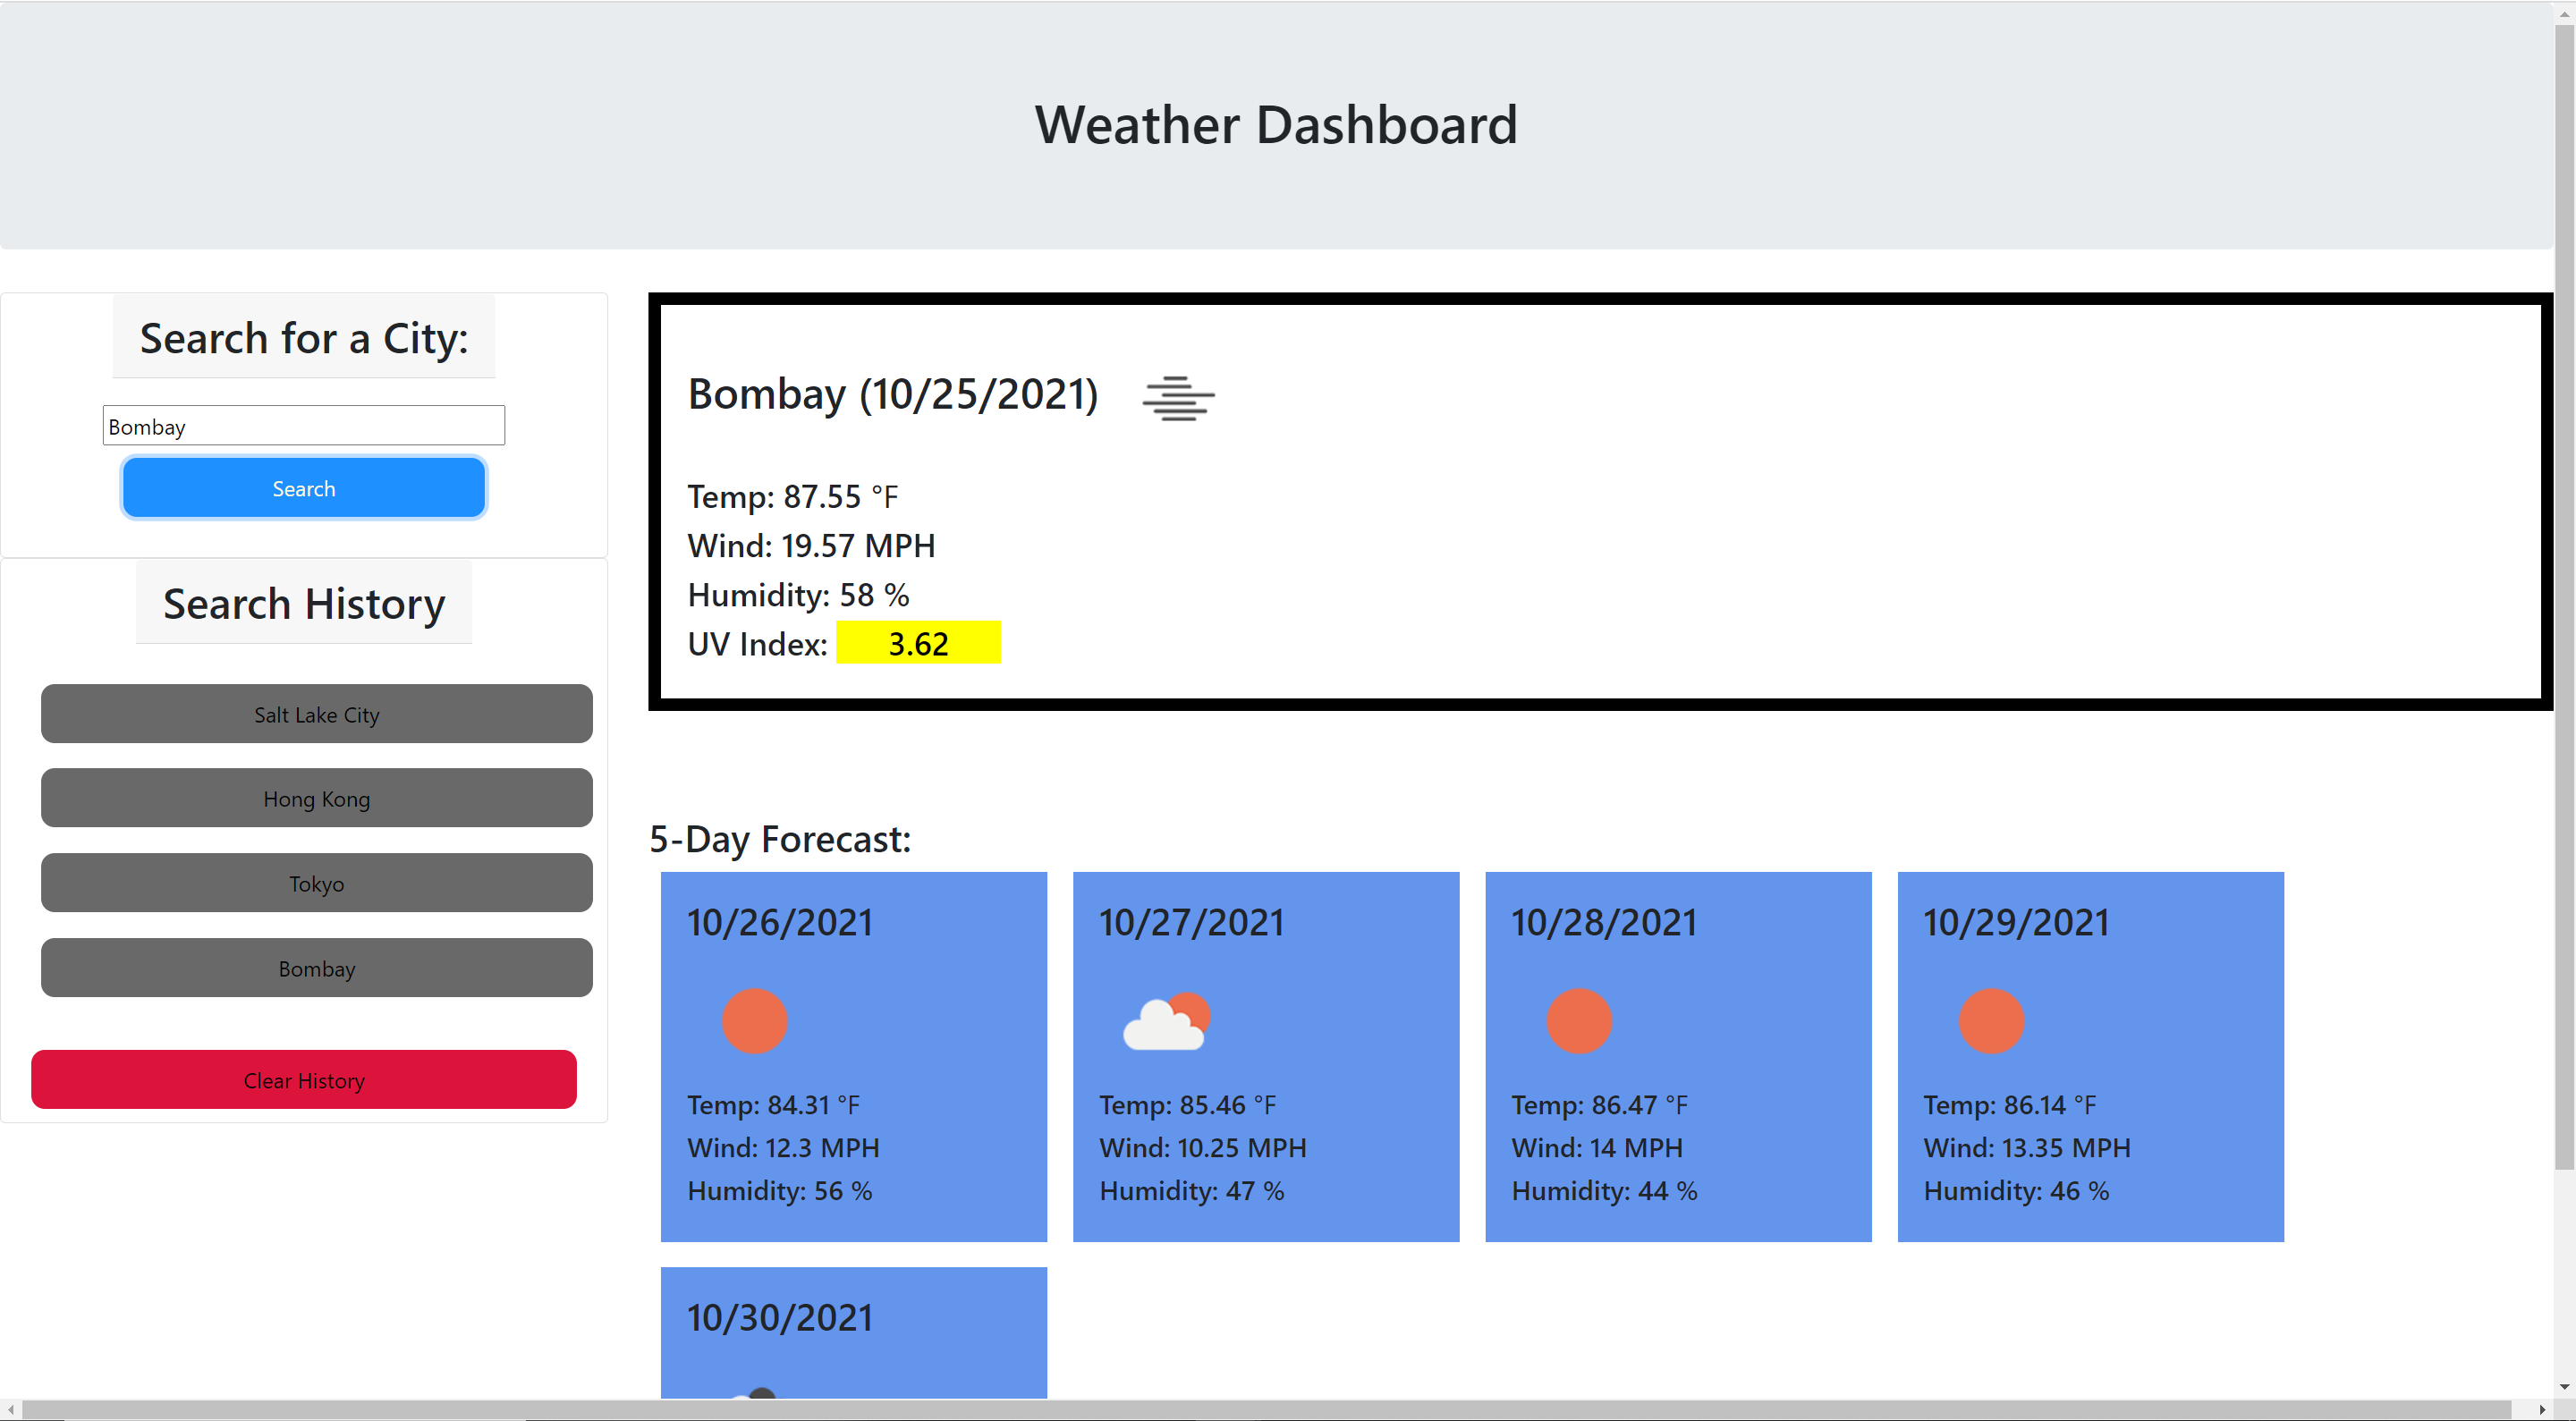 Weather Dashboard
Search for a City:
Bombay
Search
Search History
Salt Lake City
Hong Kong
Tokyo
Bombay
Clear History
Bombay (10/25/2021)
Temp: 87.55 °F
Wind: 19.57 MPH
Humidity: 58 %
UV Index: 3.62
5-Day Forecast:
10/26/2021
Temp: 84.31 °F
Wind: 12.3 MPH
Humidity: 56 %
10/27/2021
Temp: 85.46 °F
Wind: 10.25 MPH
Humidity: 47 %
10/28/2021
Temp: 86.47 °F
Wind: 14 MPH
Humidity: 44 %
10/29/2021
Temp: 86.14 °F
Wind: 13.35 MPH
Humidity: 46 %
10/30/2021